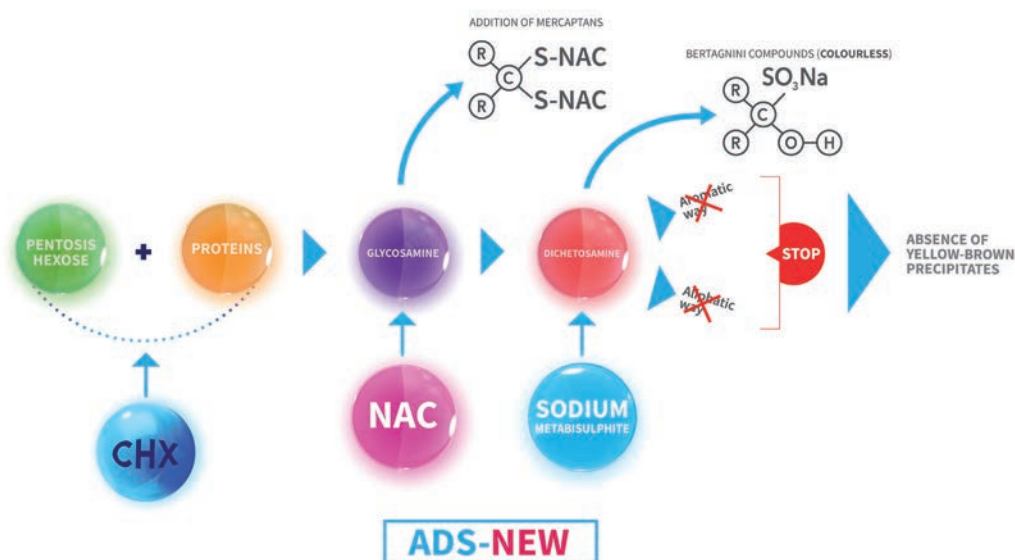 ADDITION OF MERCAPTANS
R
C
R
S-NAC
S-NAC
BERTAGNINI COMPOUNDS (COLOURLESS)
SO3Na
R
C
R
O
H
PENTOSIS
HEXOSE
+
PROTEINS
GLYCOSAMINE
DICHETOSAMINE
Aromatic
way
Aliphatic
way
STOP
ABSENCE OF
YELLOW-BROWN
PRECIPITATES
CHX
NAC
SODIUM
METABISULPHITE
ADS-NEW